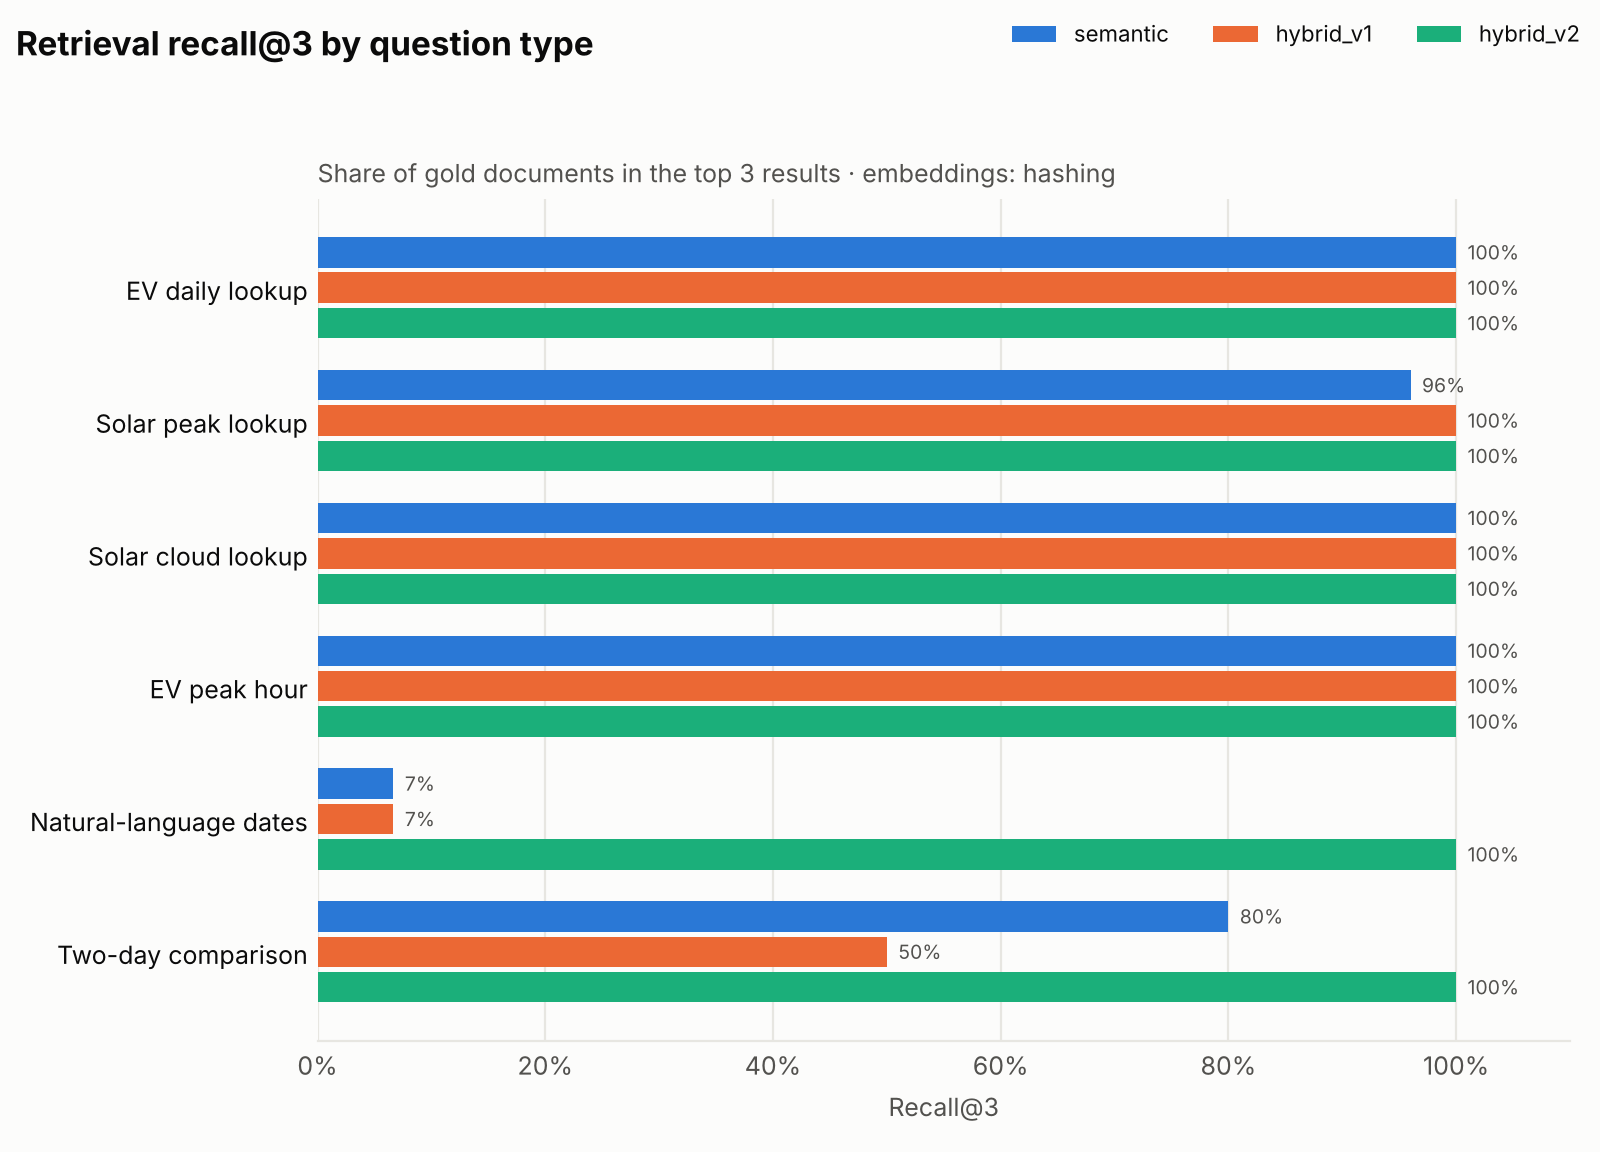 Retrieval recall@3 by question type
semantic
hybrid_v1
hybrid_v2
Share of gold documents in the top 3 results · embeddings: hashing
EV daily lookup
100%
100%
100%
Solar peak lookup
96%
100%
100%
Solar cloud lookup
100%
100%
100%
EV peak hour
100%
100%
100%
Natural-language dates
7%
7%
100%
Two-day comparison
80%
50%
100%
0% 20% 40% 60% 80% 100%
Recall@3